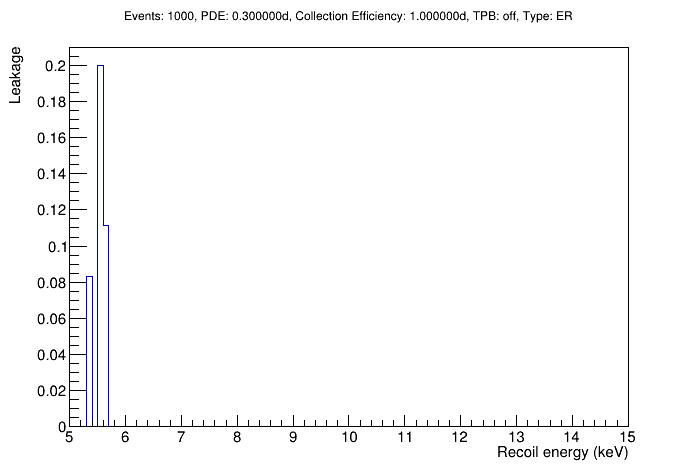 Events: 1000, PDE: 0.300000d, Collection Efficiency: 1.000000d, TPB: off, Type: ER
Leakage
0.2
0.18
0.16
0.14
0.12
0.1
0.08
0.06
0.04
0.02
0
5 6 7 8 9 10 11 12 13 14 15
Recoil energy (keV)